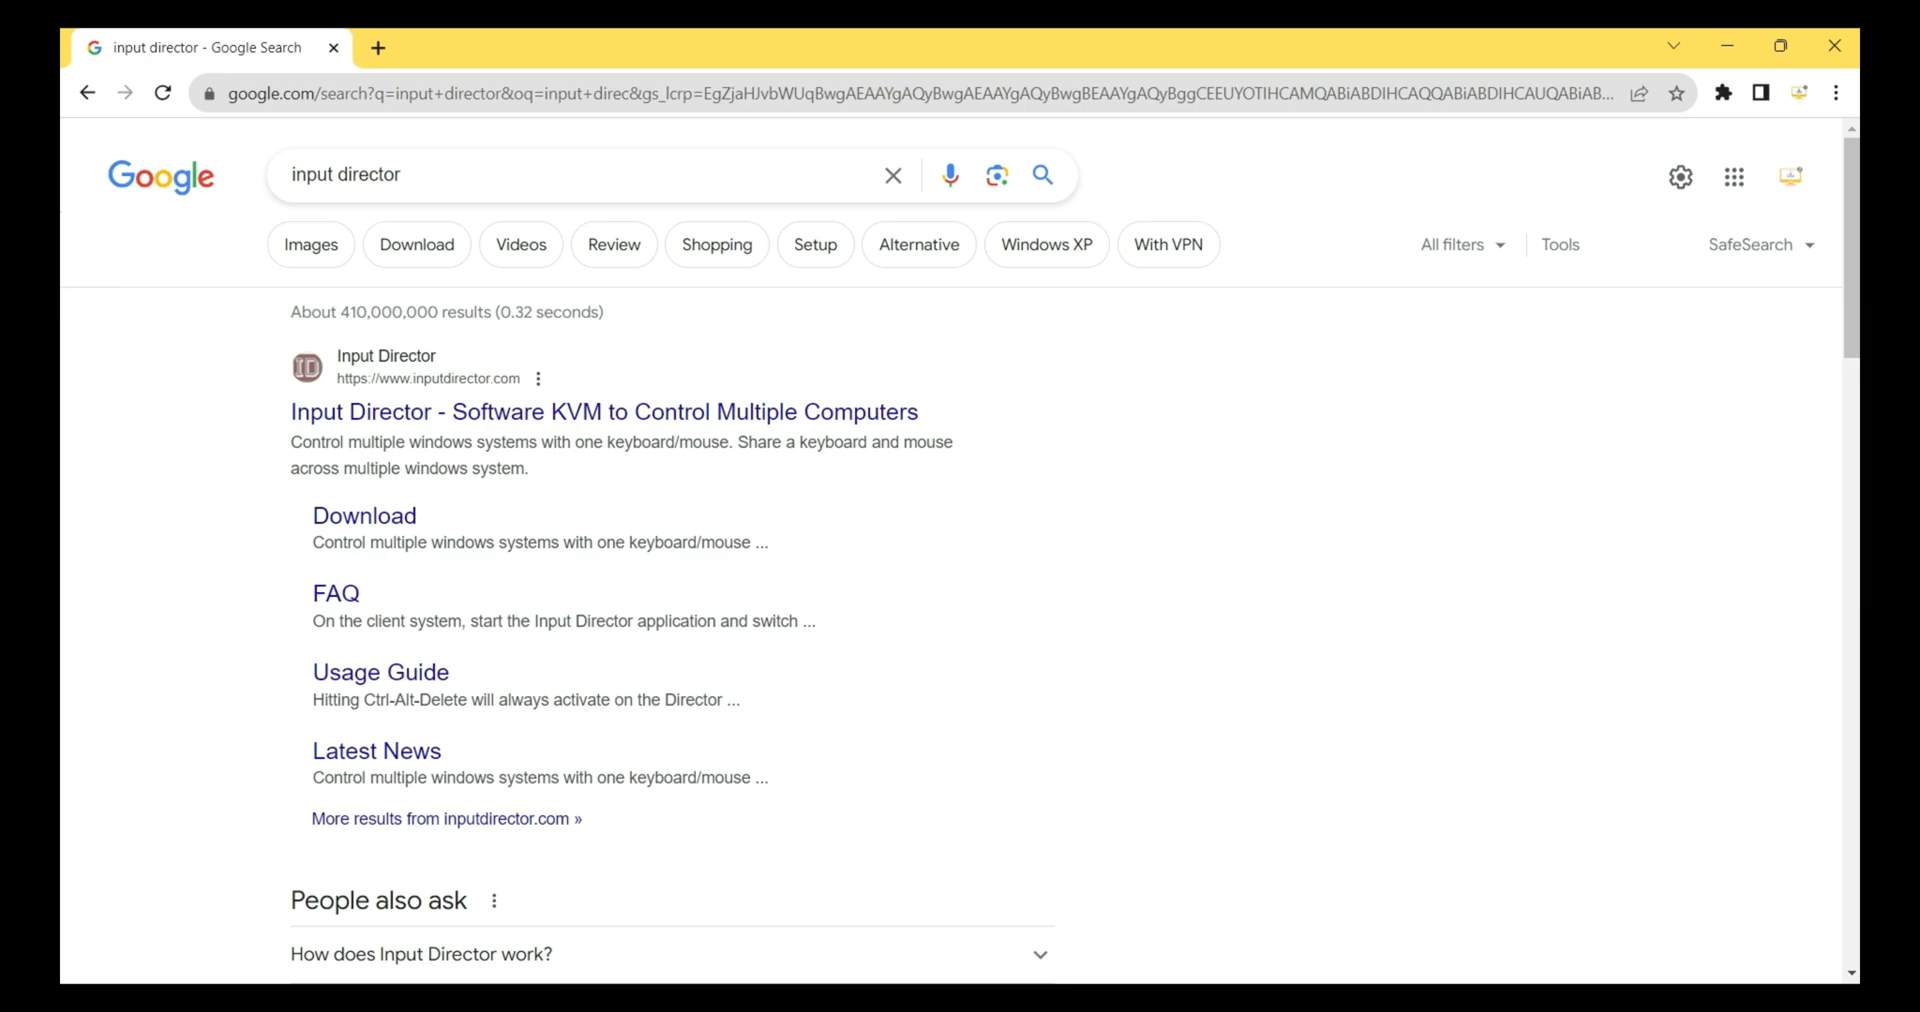 input director - Google Search
google.com/search?q=input+director&oq=input+direc&gs_lcrp=EgZjaHJvbWUqBwgAEAAYgAQyBwgAEAAYgAQyBwgBEAAYgAQyBggCEEUYOTIHCAMQABiABDIHCAQQABiABDIHCAUQABiAB...
Google
input director
Images Download Videos Review Shopping Setup Alternative Windows XP With VPN All filters Tools SafeSearch
About 410,000,000 results (0.32 seconds)
ID
Input Director
https://www.inputdirector.com
Input Director - Software KVM to Control Multiple Computers
Control multiple windows systems with one keyboard/mouse. Share a keyboard and mouse
across multiple windows system.
Download
Control multiple windows systems with one keyboard/mouse ...
FAQ
On the client system, start the Input Director application and switch ...
Usage Guide
Hitting Ctrl-Alt-Delete will always activate on the Director ...
Latest News
Control multiple windows systems with one keyboard/mouse ...
More results from inputdirector.com »
People also ask
How does Input Director work?